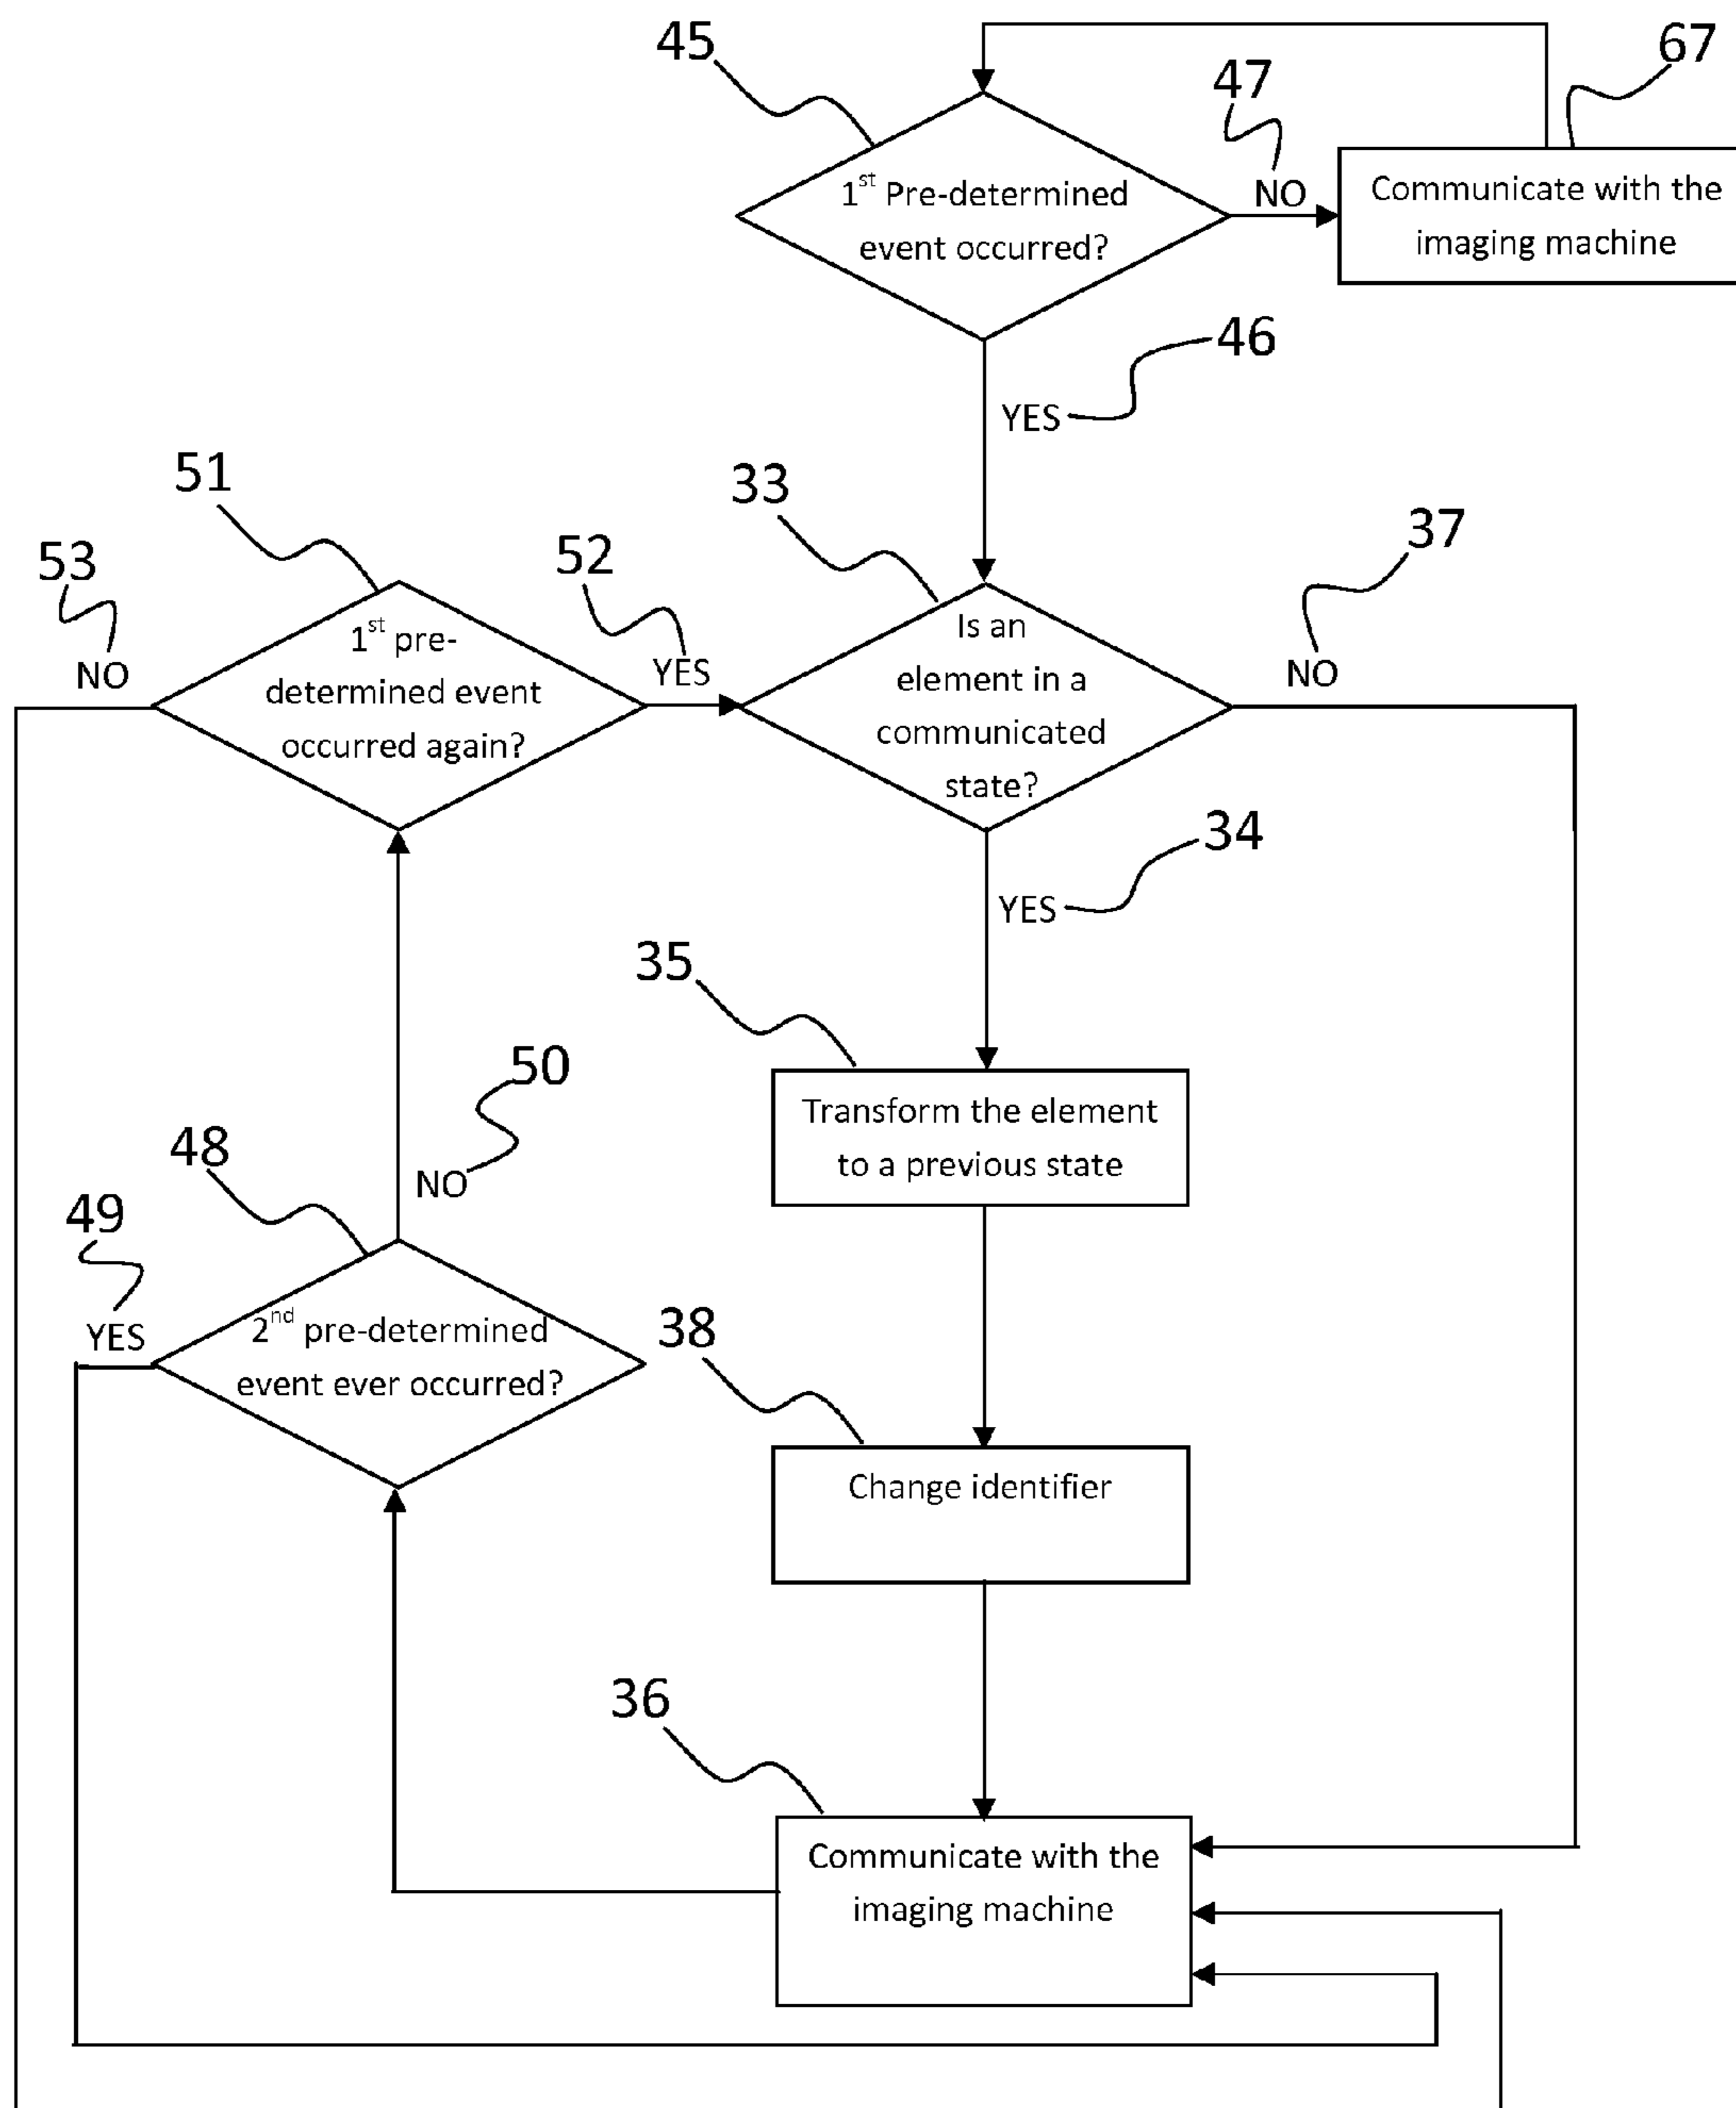 45
47
67
1st Pre-determined
event occurred?
NO
Communicate with the
imaging machine
46
YES
51
33
37
53
52
NO
1st pre-
determined event
occurred again?
YES
Is an
element in a
communicated
state?
NO
34
YES
35
Transform the element
to a previous state
50
48
NO
49
YES
2nd pre-determined
event ever occurred?
38
Change identifier
36
Communicate with the
imaging machine